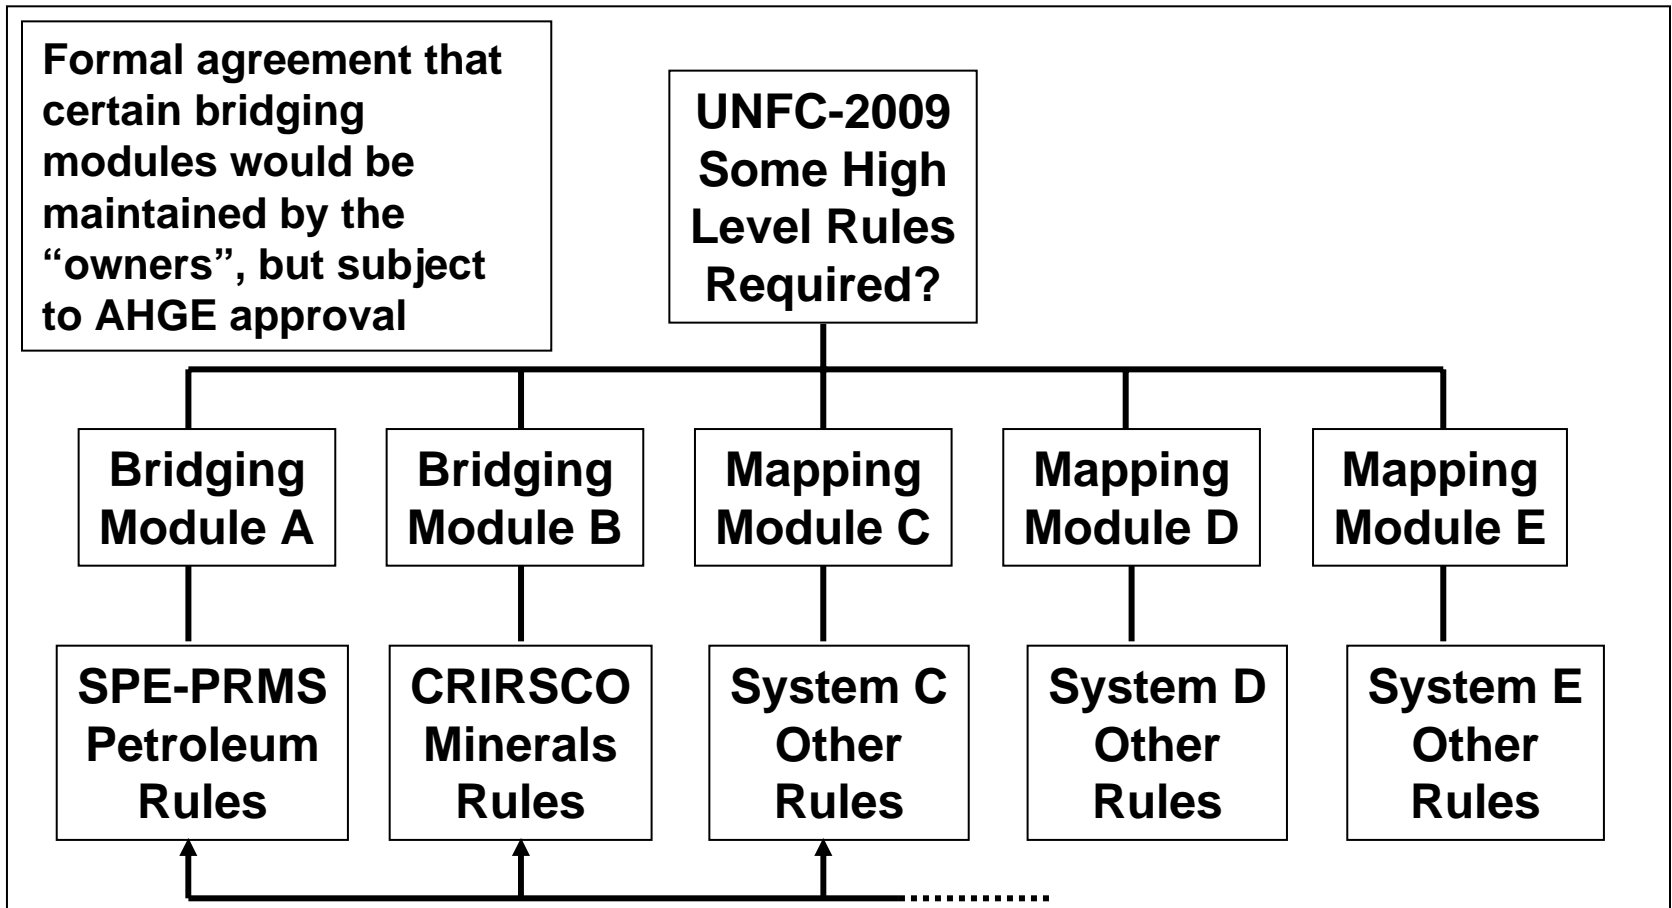 Formal agreement that
certain bridging
modules would be
maintained by the
“owners”, but subject
to AHGE approval
UNFC-2009
Some High
Level Rules
Required?
Bridging
Module A
Bridging
Module B
Mapping
Module C
Mapping
Module D
Mapping
Module E
SPE-PRMS
Petroleum
Rules
CRIRSCO
Minerals
Rules
System C
Other
Rules
System D
Other
Rules
System E
Other
Rules